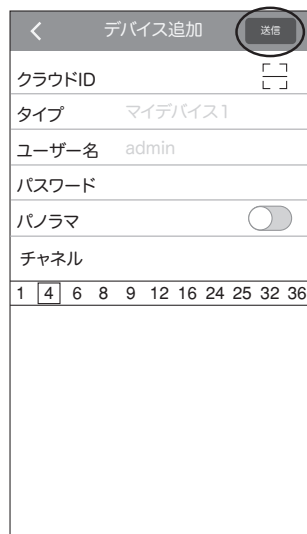 デバイス追加 送信
クラウドID
タイプ マイデバイス1
ユーザー名 admin
パスワード
パノラマ
チャネル
1 4 6 8 9 12 16 24 25 32 36